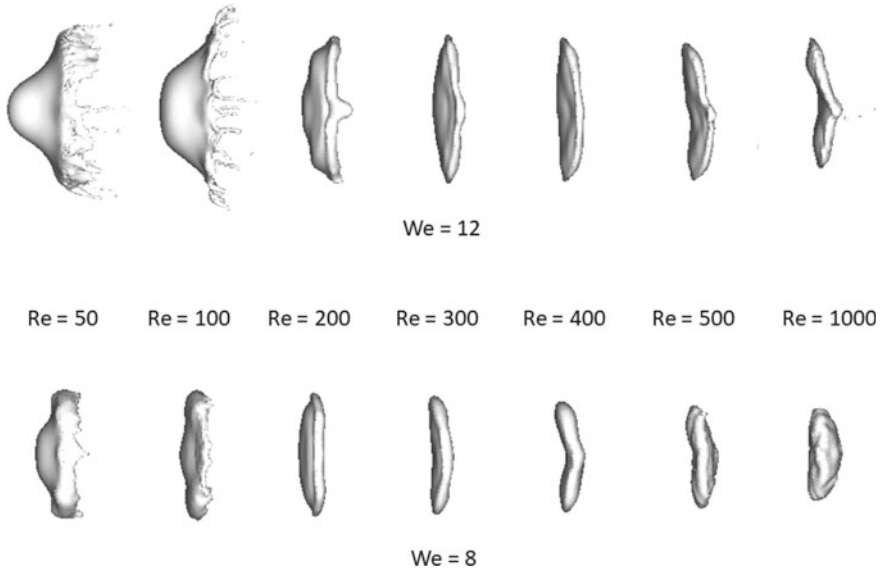 We = 12
Re = 50 Re = 100 Re = 200 Re = 300 Re = 400 Re = 500 Re = 1000
We = 8